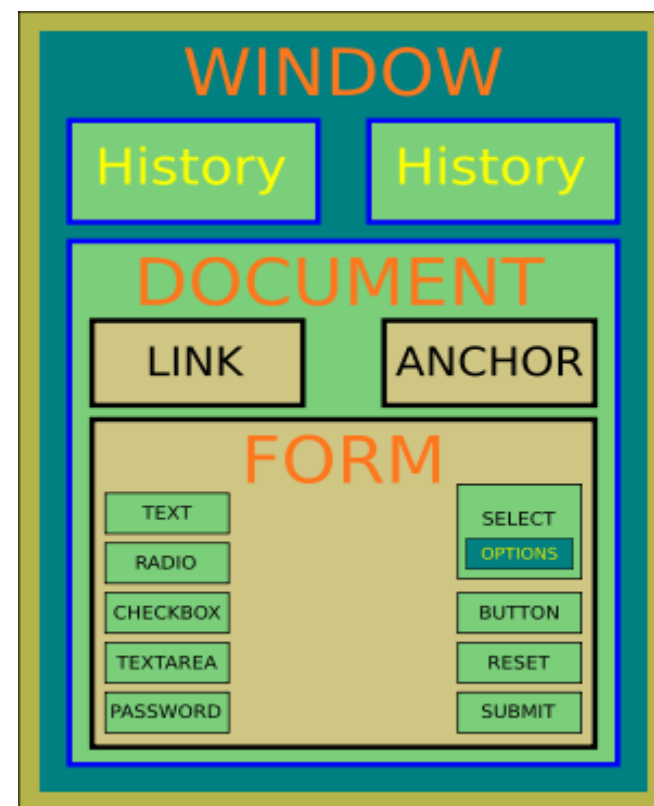 WINDOW
History
History
DOCUMENT
LINK
ANCHOR
FORM
TEXT
RADIO
CHECKBOX
TEXTAREA
PASSWORD
SELECT
OPTIONS
BUTTON
RESET
SUBMIT